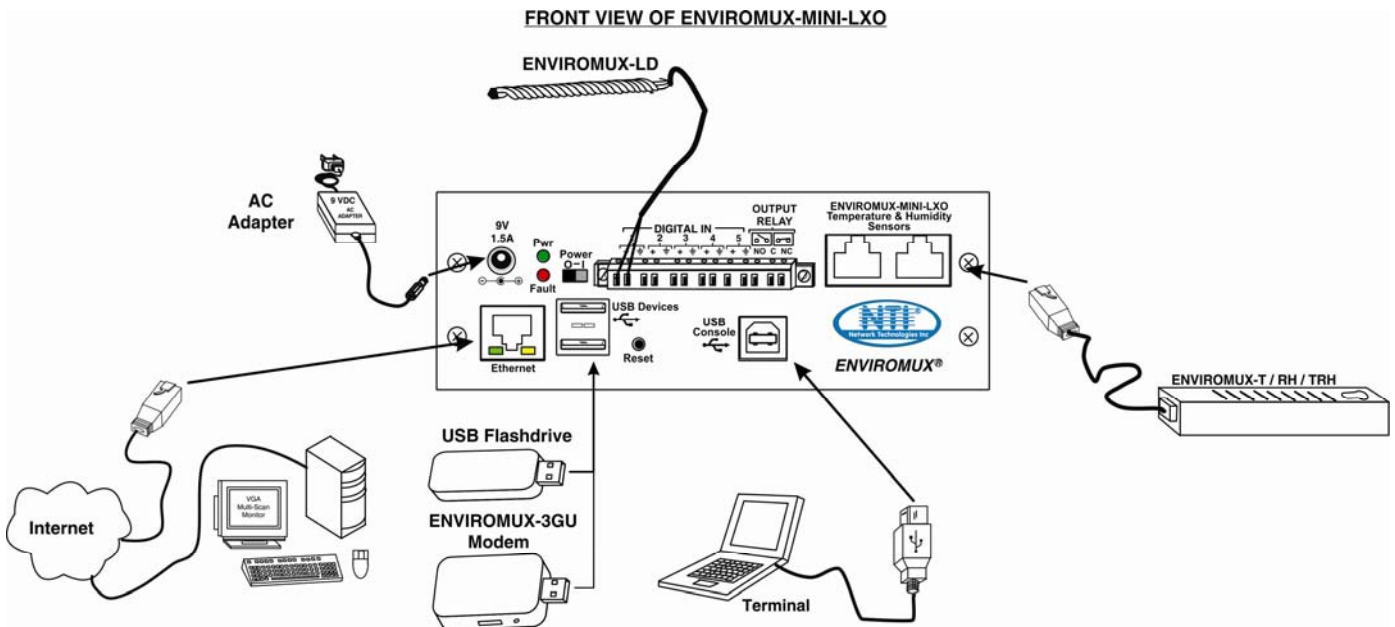 FRONT VIEW OF ENVIROMUX-MINI-LXO
ENVIROMUX-LD
AC
Adapter
9 VDC
AC
ADAPTER
9V
1.5A
Pwr
Fault
Power
O – I
DIGITAL IN
1 2 3 4 5
+ + + +
OUTPUT
RELAY
NO C NC
ENVIROMUX-MINI-LXO
Temperature & Humidity
Sensors
Ethernet
USB Devices
Reset
USB
Console
NTI®
Network Technologies Inc
ENVIROMUX®
ENVIROMUX-T / RH / TRH
Internet
VGA
Multi-Scan
Monitor
USB Flashdrive
ENVIROMUX-3GU
Modem
Terminal